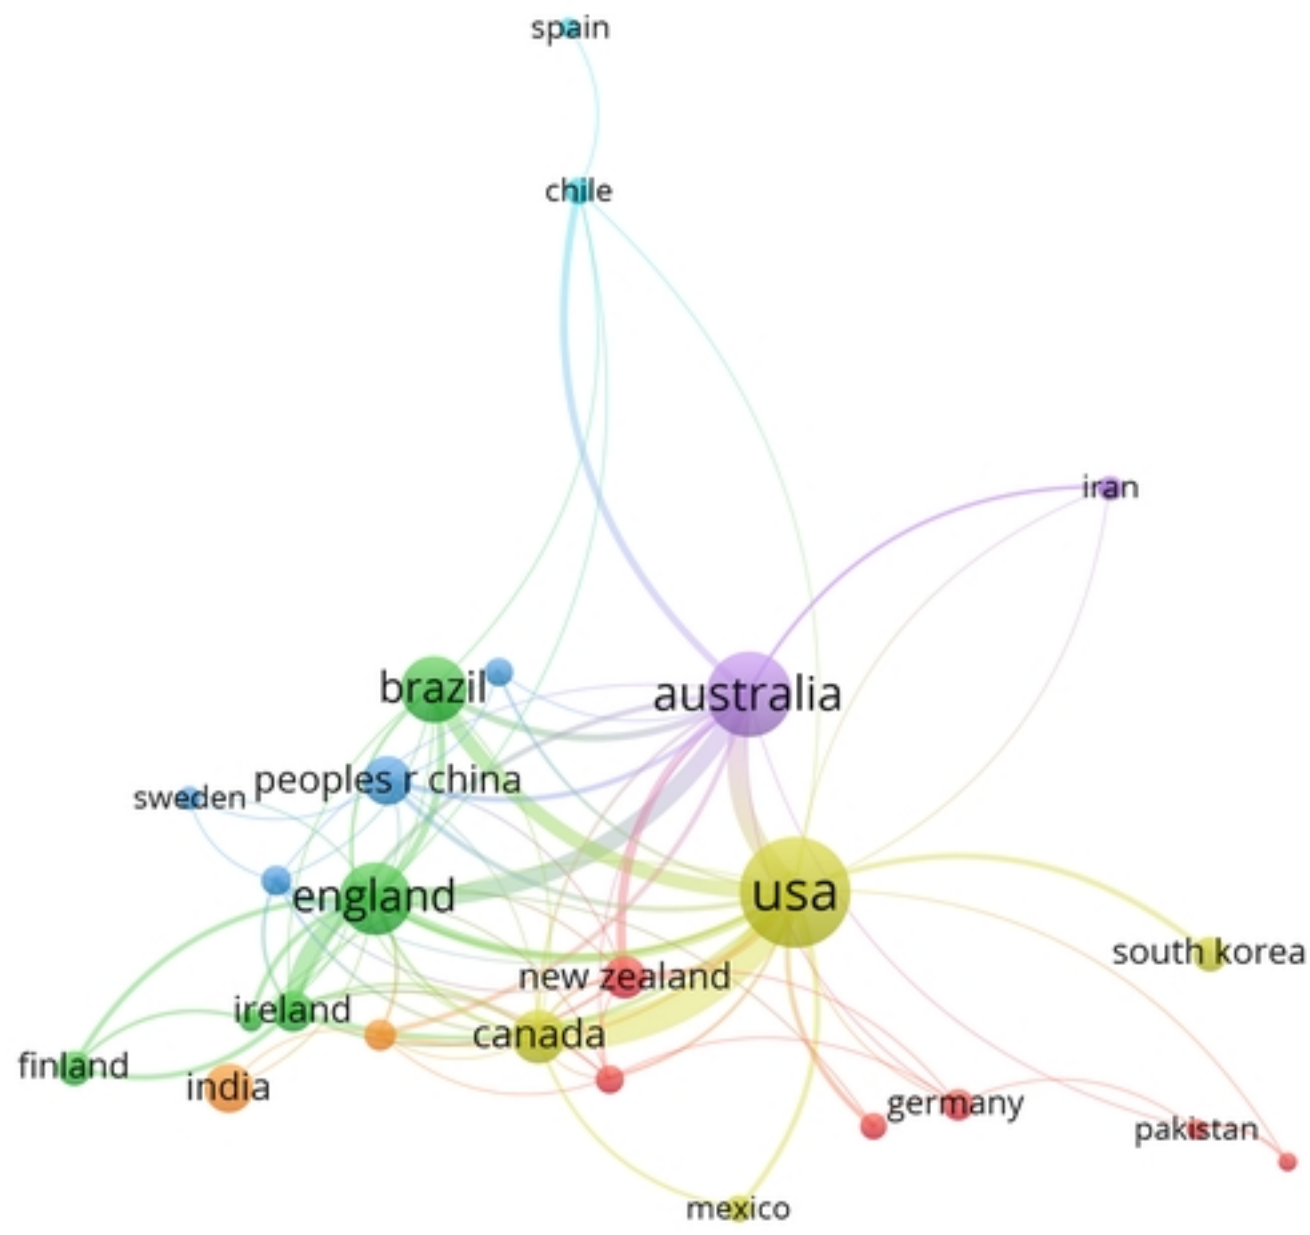 spain
chile
iran
brazil
australia
peoples r china
sweden
england
usa
south korea
new zealand
ireland
canada
finland
india
germany
pakistan
mexico